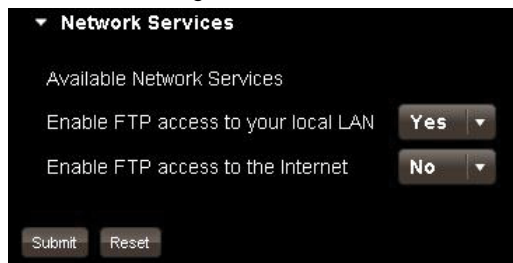 Network Services
Available Network Services
Enable FTP access to your local LAN Yes
Enable FTP access to the Internet No
Submit Reset